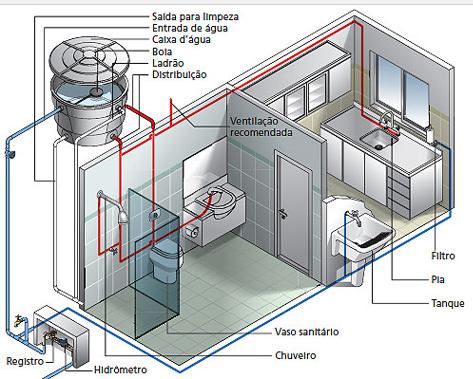 Saída para limpeza
Entrada de água
Caixa d'água
Boia
Ladrão
Distribuição
Ventilação
recomendada
Filtro
Pia
Tanque
Vaso sanitário
Chuveiro
Registro
Hidrômetro